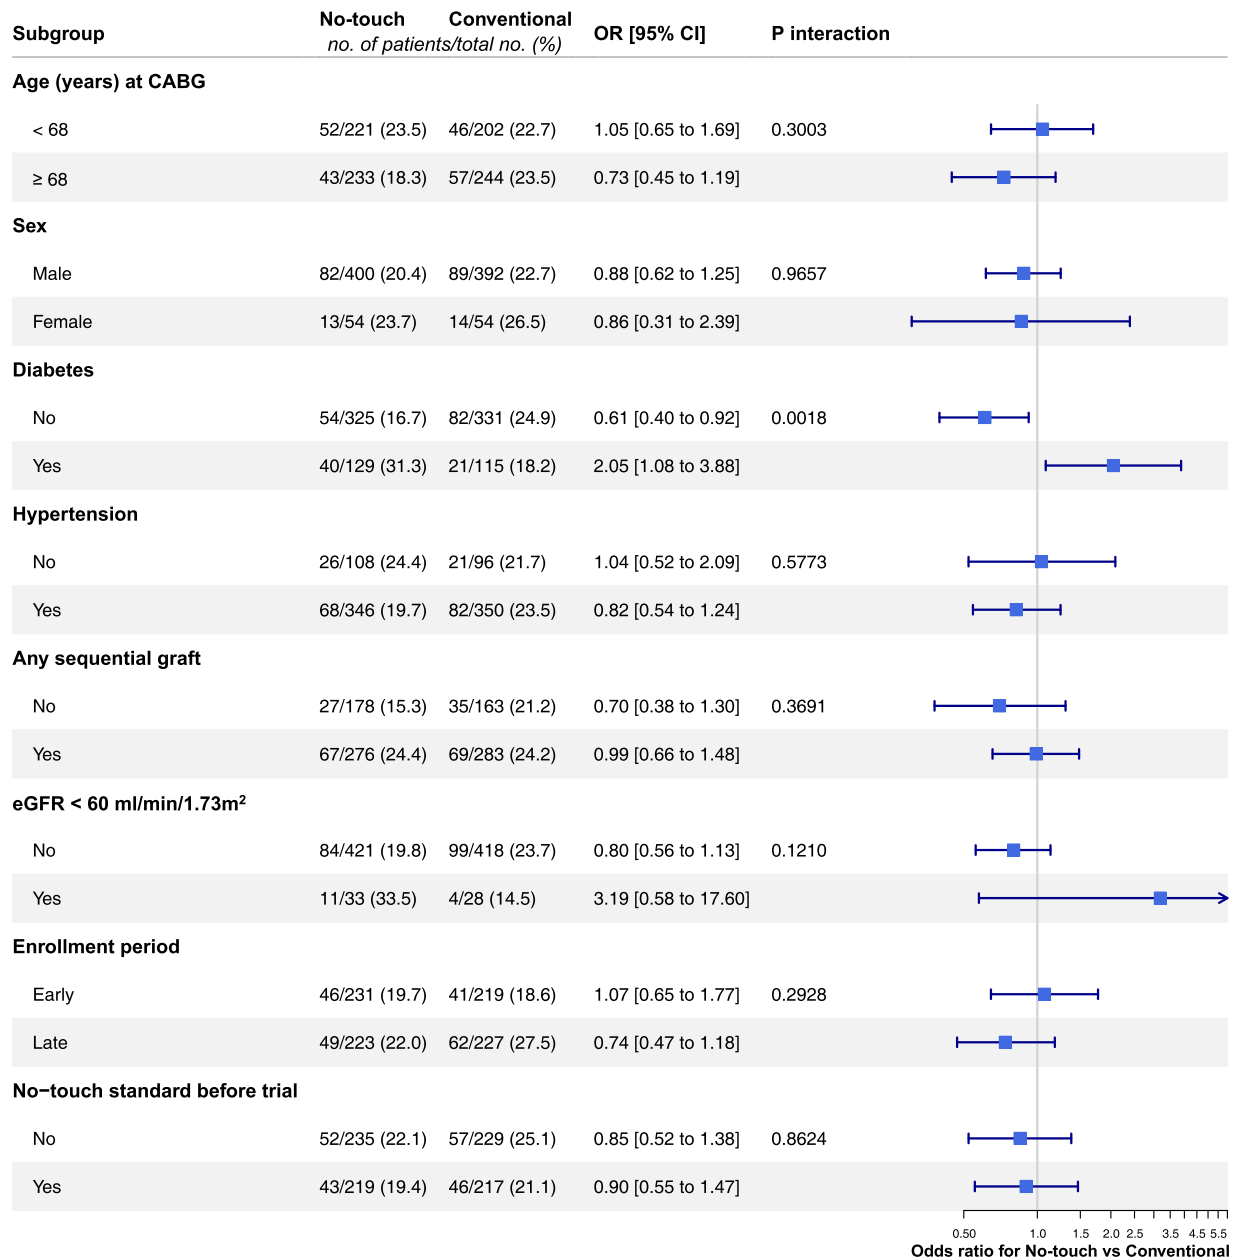 Subgroup No-touch Conventional OR [95% CI] P interaction
no. of patients/total no. (%)
Age (years) at CABG
< 68 52/221 (23.5) 46/202 (22.7) 1.05 [0.65 to 1.69] 0.3003
≥ 68 43/233 (18.3) 57/244 (23.5) 0.73 [0.45 to 1.19]
Sex
Male 82/400 (20.4) 89/392 (22.7) 0.88 [0.62 to 1.25] 0.9657
Female 13/54 (23.7) 14/54 (26.5) 0.86 [0.31 to 2.39]
Diabetes
No 54/325 (16.7) 82/331 (24.9) 0.61 [0.40 to 0.92] 0.0018
Yes 40/129 (31.3) 21/115 (18.2) 2.05 [1.08 to 3.88]
Hypertension
No 26/108 (24.4) 21/96 (21.7) 1.04 [0.52 to 2.09] 0.5773
Yes 68/346 (19.7) 82/350 (23.5) 0.82 [0.54 to 1.24]
Any sequential graft
No 27/178 (15.3) 35/163 (21.2) 0.70 [0.38 to 1.30] 0.3691
Yes 67/276 (24.4) 69/283 (24.2) 0.99 [0.66 to 1.48]
eGFR < 60 ml/min/1.73m²
No 84/421 (19.8) 99/418 (23.7) 0.80 [0.56 to 1.13] 0.1210
Yes 11/33 (33.5) 4/28 (14.5) 3.19 [0.58 to 17.60]
Enrollment period
Early 46/231 (19.7) 41/219 (18.6) 1.07 [0.65 to 1.77] 0.2928
Late 49/223 (22.0) 62/227 (27.5) 0.74 [0.47 to 1.18]
No−touch standard before trial
No 52/235 (22.1) 57/229 (25.1) 0.85 [0.52 to 1.38] 0.8624
Yes 43/219 (19.4) 46/217 (21.1) 0.90 [0.55 to 1.47]
0.50 1.0 1.5 2.0 2.5 3.5 4.5 5.5
Odds ratio for No-touch vs Conventional